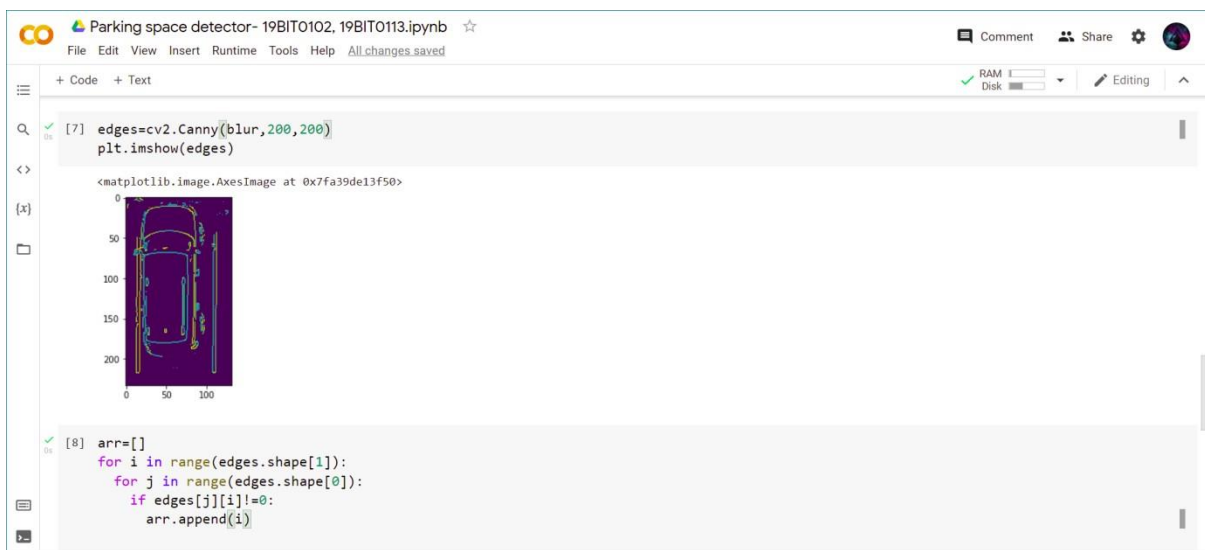 Parking space detector- 19BIT0102, 19BIT0113.ipynb
File Edit View Insert Runtime Tools Help All changes saved
Comment Share
+ Code + Text
RAM
Disk
Editing
[7] edges=cv2.Canny(blur,200,200)
0s
plt.imshow(edges)
<matplotlib.image.AxesImage at 0x7fa39de13f50>
{x}
0
50
100
150
200
0 50 100
[8] arr=[]
0s
for i in range(edges.shape[1]):
for j in range(edges.shape[0]):
if edges[j][i]!=0:
arr.append(i)